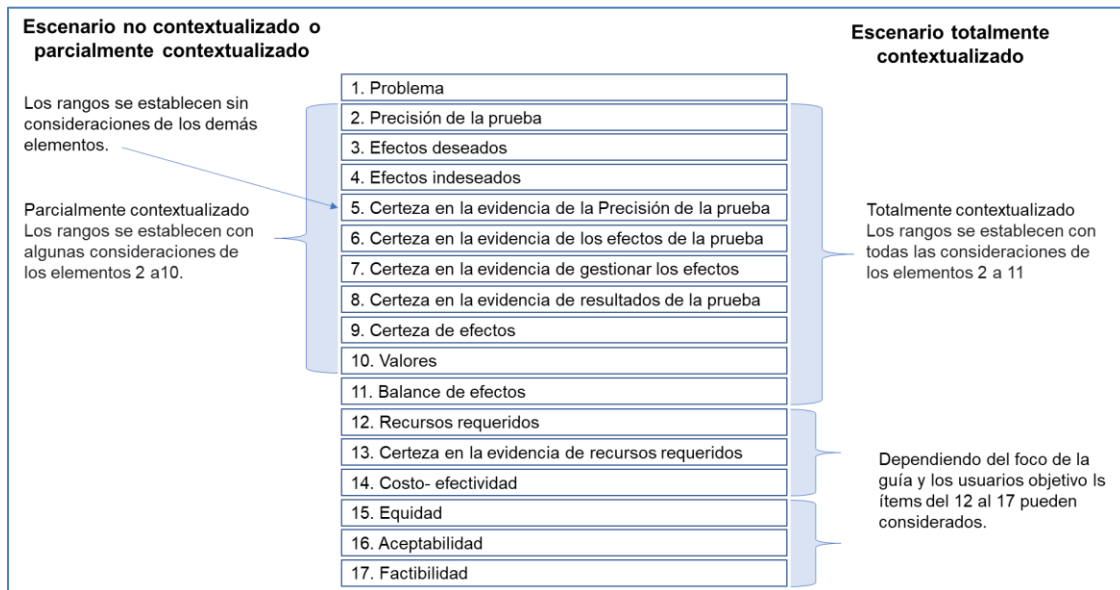 Escenario no contextualizado o
parcialmente contextualizado
Los rangos se establecen sin
consideraciones de los demás
elementos.
Parcialmente contextualizado
Los rangos se establecen con
algunas consideraciones de
los elementos 2 a10.
1. Problema
2. Precisión de la prueba
3. Efectos deseados
4. Efectos indeseados
5. Certeza en la evidencia de la Precisión de la prueba
6. Certeza en la evidencia de los efectos de la prueba
7. Certeza en la evidencia de gestionar los efectos
8. Certeza en la evidencia de resultados de la prueba
9. Certeza de efectos
10. Valores
11. Balance de efectos
12. Recursos requeridos
13. Certeza en la evidencia de recursos requeridos
14. Costo- efectividad
15. Equidad
16. Aceptabilidad
17. Factibilidad
Escenario totalmente
contextualizado
Totalmente contextualizado
Los rangos se establecen con
todas las consideraciones de
los elementos 2 a 11
Dependiendo del foco de la
guía y los usuarios objetivo ls
ítems del 12 al 17 pueden
considerados.